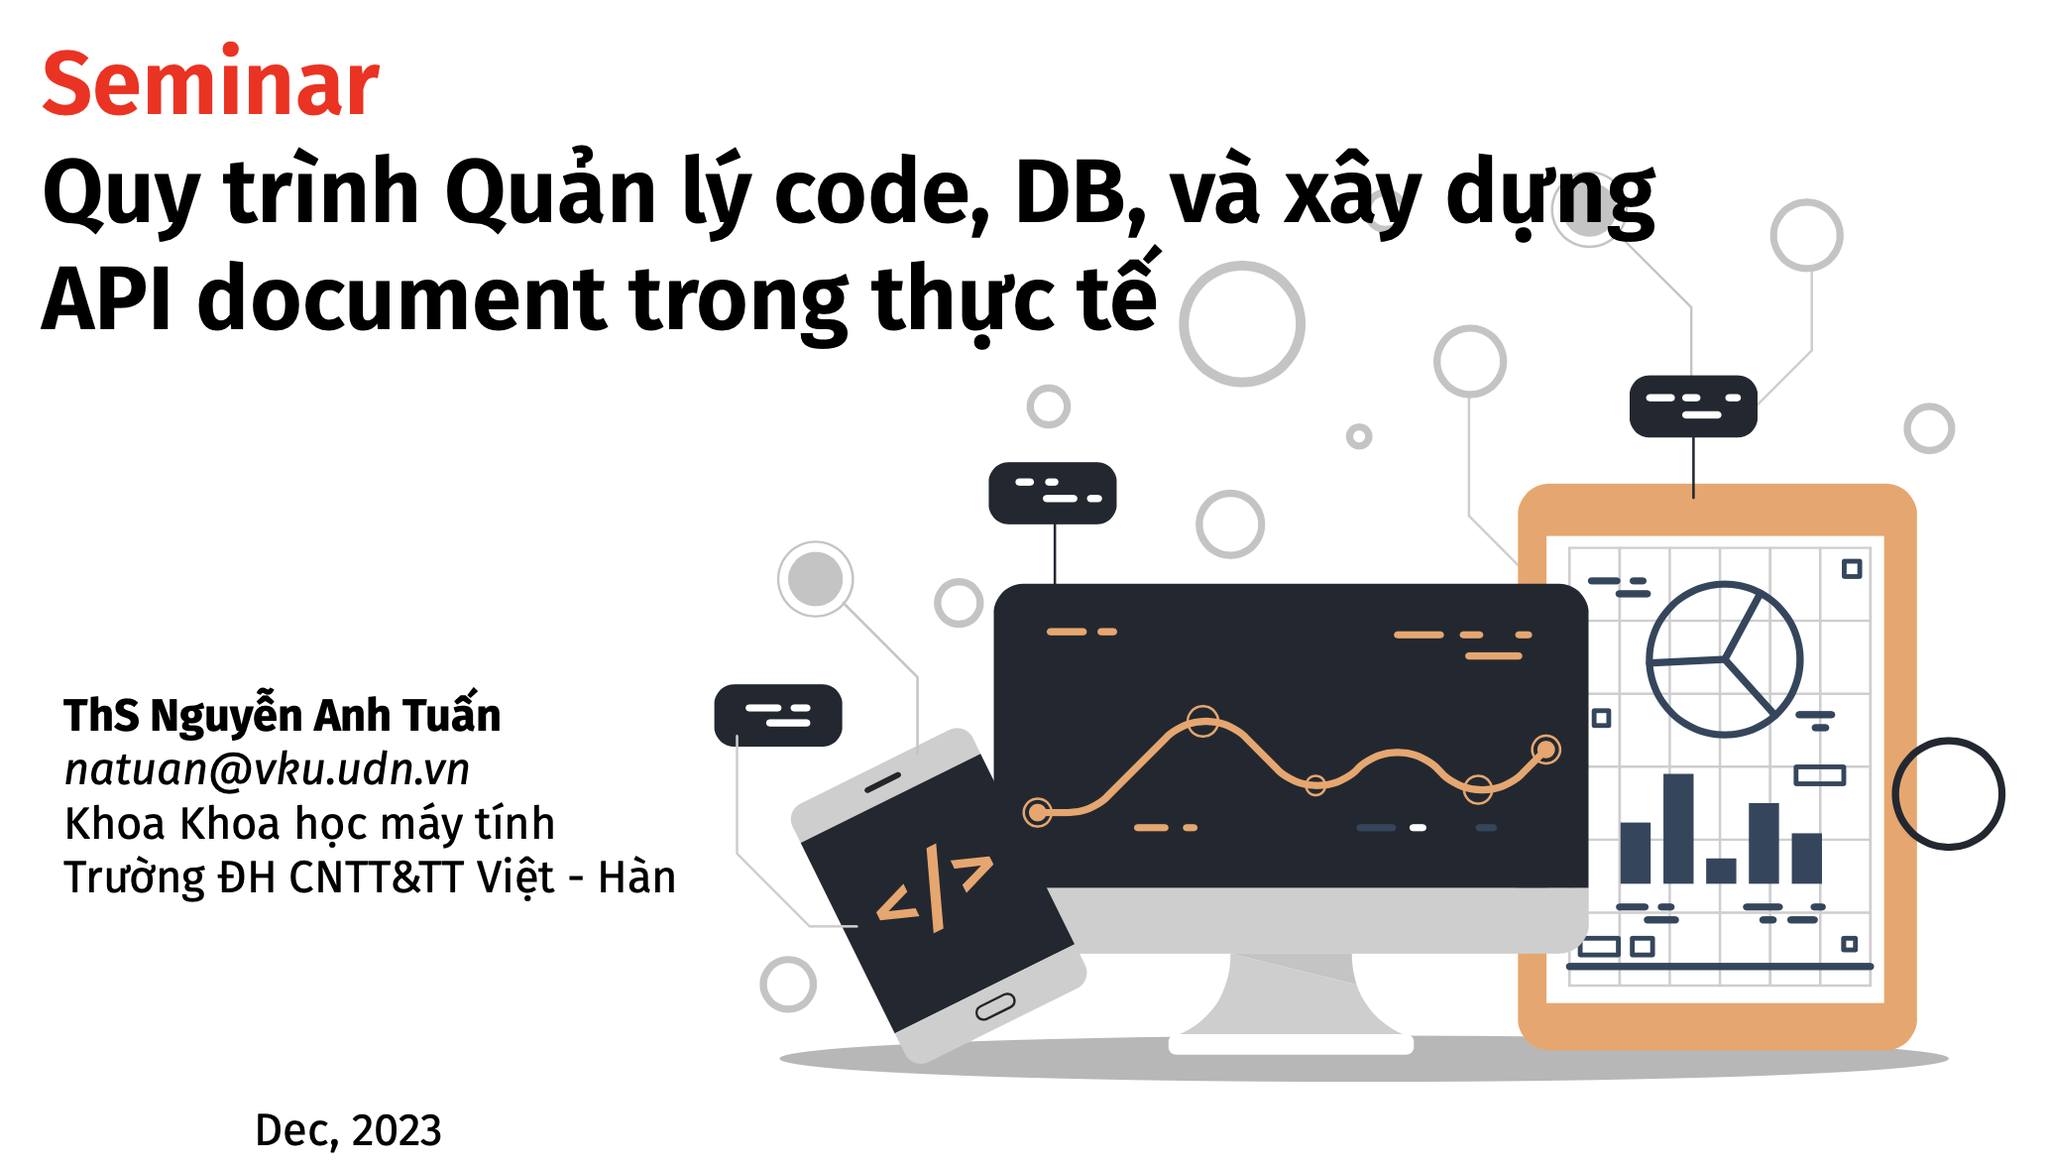 Seminar
Quy trình Quản lý code, DB, và xây dựng
API document trong thực tế
ThS Nguyễn Anh Tuấn
natuan@vku.udn.vn
Khoa Khoa học máy tính
Trường ĐH CNTT&TT Việt - Hàn
</>
Dec, 2023